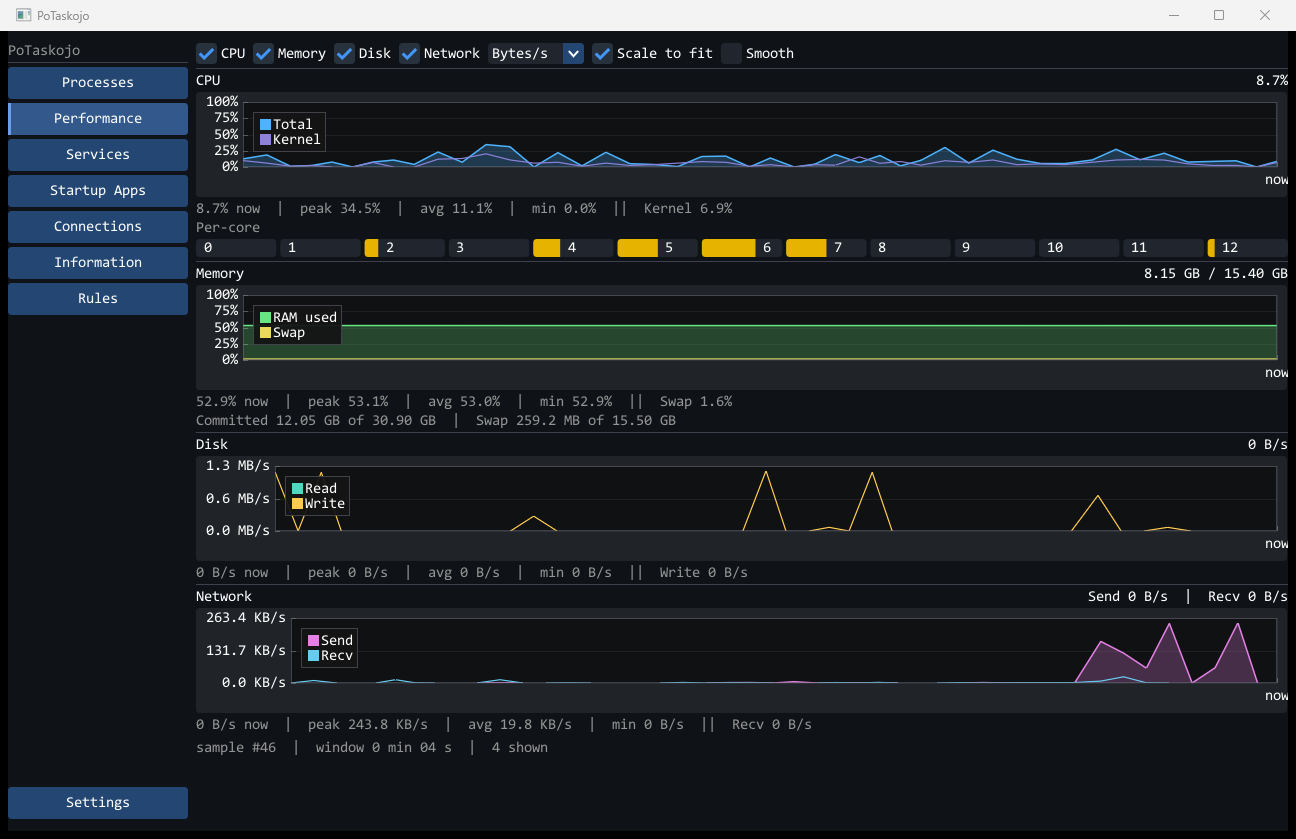 PoTaskojo
PoTaskojo
Processes
Performance
Services
Startup Apps
Connections
Information
Rules
Settings
CPU Memory Disk Network Bytes/s Scale to fit Smooth
CPU 8.7%
100%
75%
50%
25%
0%
Total
Kernel
now
8.7% now | peak 34.5% | avg 11.1% | min 0.0% || Kernel 6.9%
Per-core
0 1 2 3 4 5 6 7 8 9 10 11 12
Memory 8.15 GB / 15.40 GB
100%
75%
50%
25%
0%
RAM used
Swap
now
52.9% now | peak 53.1% | avg 53.0% | min 52.9% || Swap 1.6%
Committed 12.05 GB of 30.90 GB | Swap 259.2 MB of 15.50 GB
Disk 0 B/s
1.3 MB/s
0.6 MB/s
0.0 MB/s
Read
Write
now
0 B/s now | peak 0 B/s | avg 0 B/s | min 0 B/s || Write 0 B/s
Network Send 0 B/s | Recv 0 B/s
263.4 KB/s
131.7 KB/s
0.0 KB/s
Send
Recv
now
0 B/s now | peak 243.8 KB/s | avg 19.8 KB/s | min 0 B/s || Recv 0 B/s
sample #46 | window 0 min 04 s | 4 shown